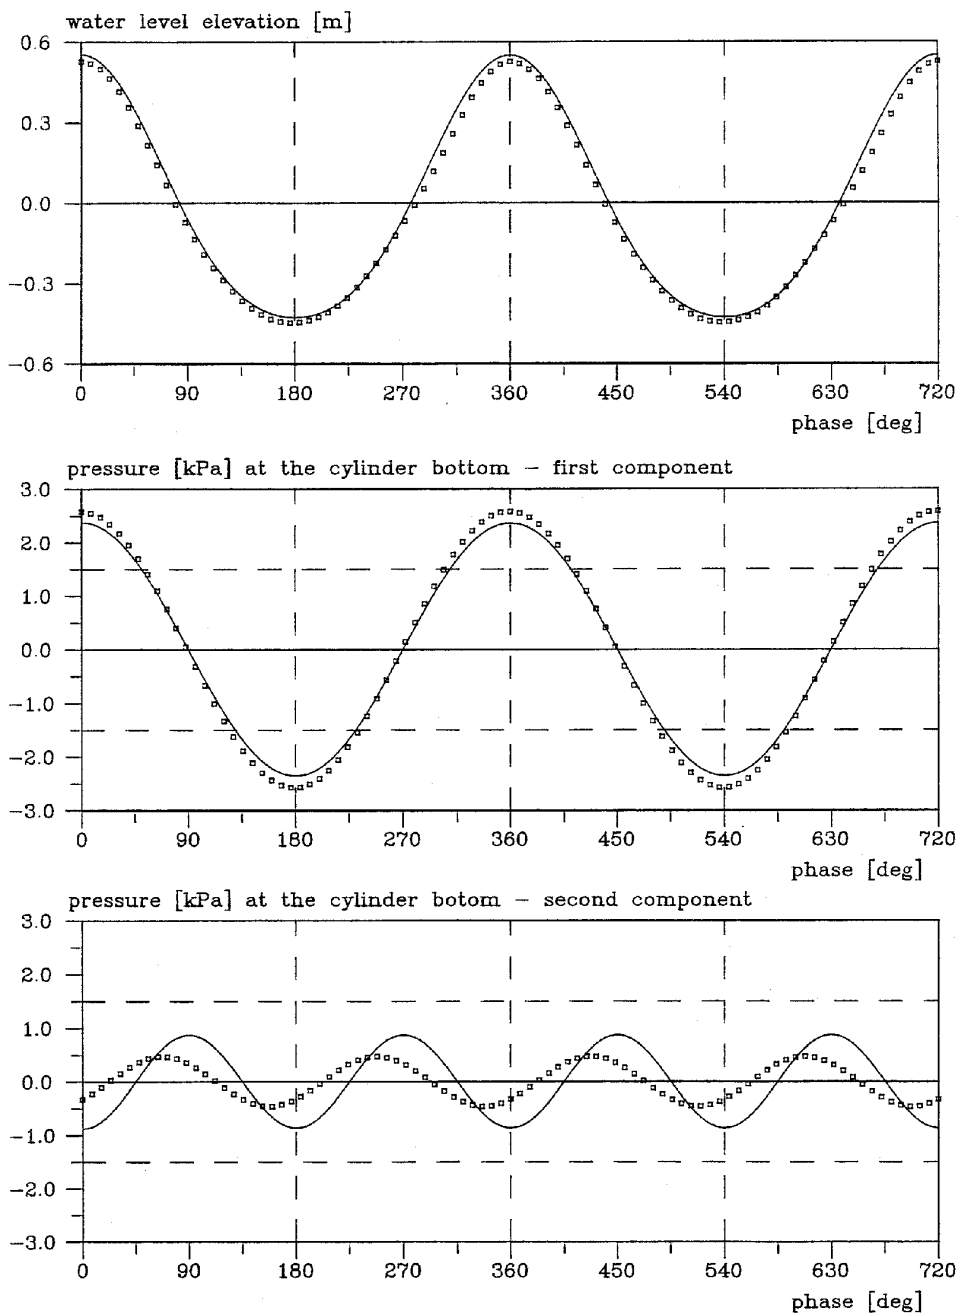 water level elevation [m]
0.6
0.3
0.0
−0.3
−0.6
0 90 180 270 360 450 540 630 720
phase [deg]
pressure [kPa] at the cylinder bottom − first component
3.0
2.0
1.0
0.0
−1.0
−2.0
−3.0
0 90 180 270 360 450 540 630 720
phase [deg]
pressure [kPa] at the cylinder botom − second component
3.0
2.0
1.0
0.0
−1.0
−2.0
−3.0
0 90 180 270 360 450 540 630 720
phase [deg]